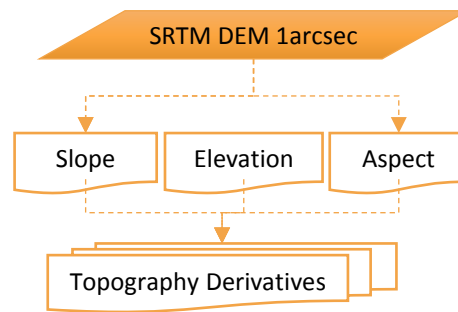 SRTM DEM 1arcsec
Slope
Elevation
Aspect
Topography Derivatives